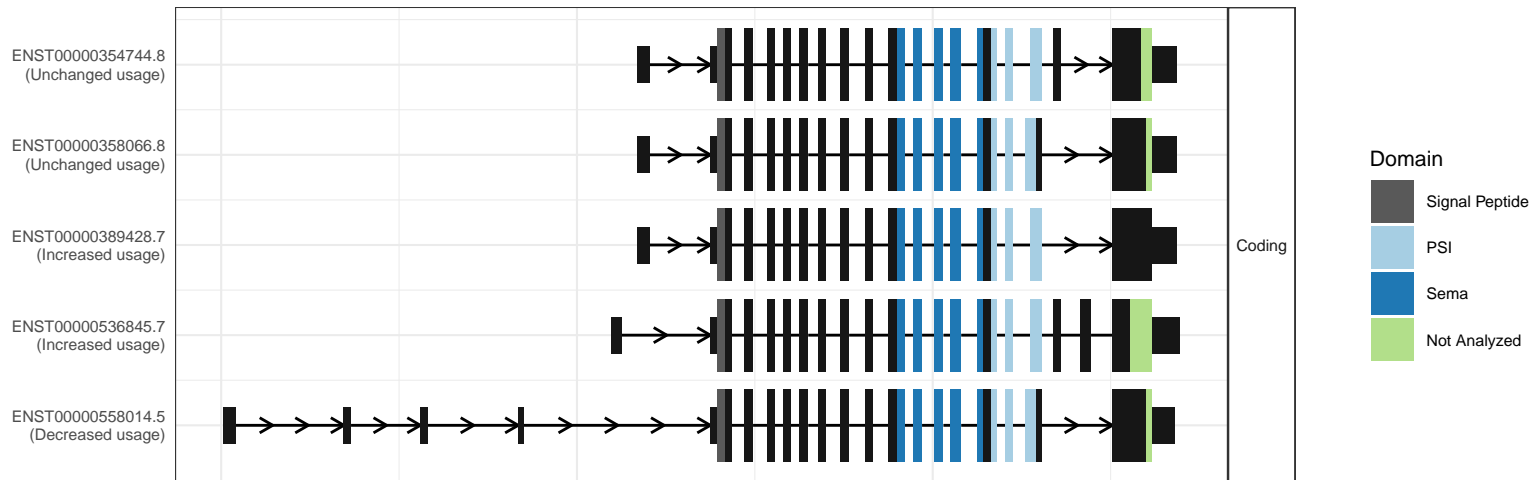 ENST00000354744.8
(Unchanged usage)
ENST00000358066.8
(Unchanged usage)
ENST00000389428.7
(Increased usage)
ENST00000536845.7
(Increased usage)
ENST00000558014.5
(Decreased usage)
Coding
Domain
Signal Peptide
PSI
Sema
Not Analyzed